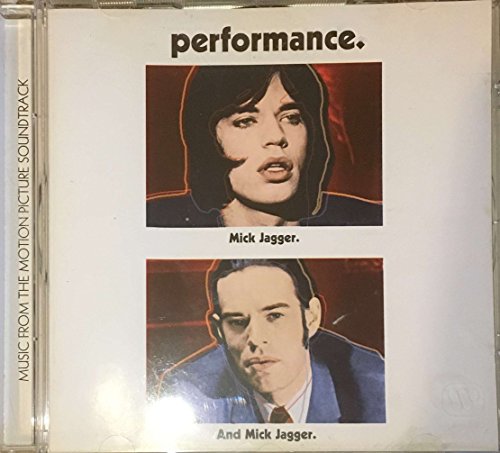 performance.
Mick Jagger.
And Mick Jagger.
MUSIC FROM THE MOTION PICTURE SOUNDTRACK